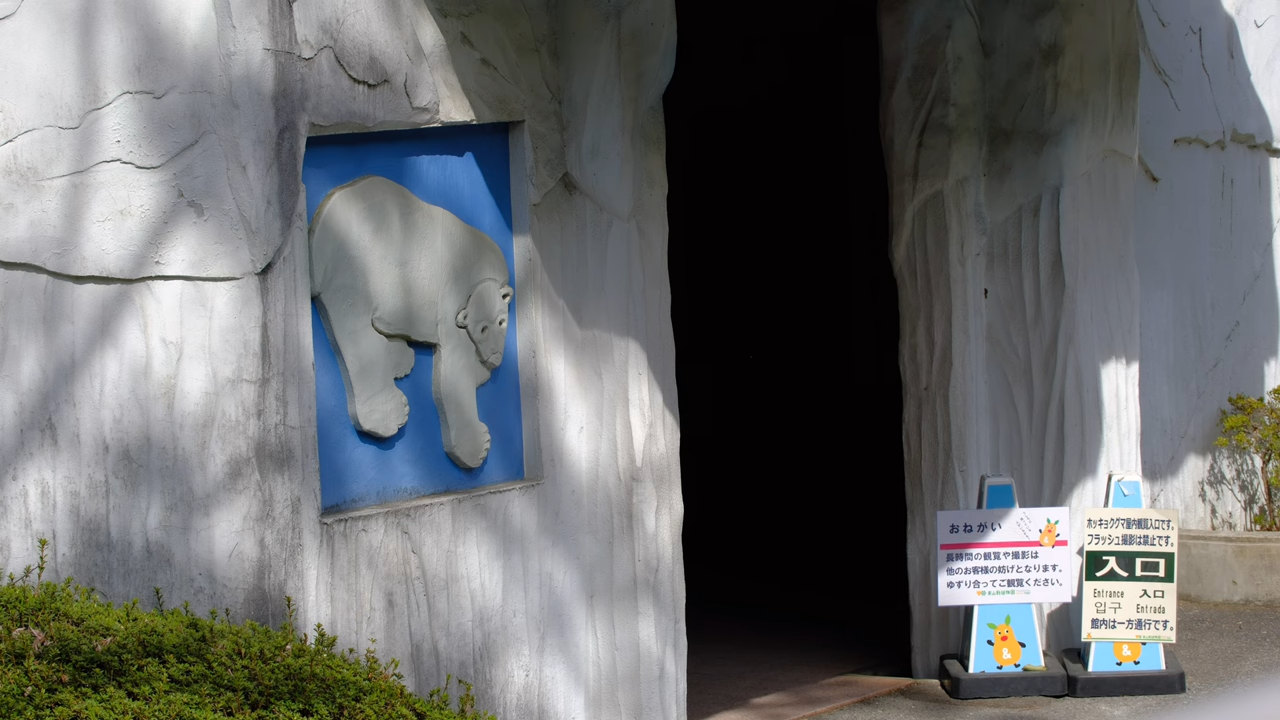 おねがい
長時間の観覧や撮影は
他のお客様の妨げとなります。
ゆずり合ってご観覧ください。
&
&
ホッキョクグマ屋内観覧入口です。
フラッシュ撮影は禁止です。
入口
Entrance 入口
입구 Entrada
館内は一方通行です。
&